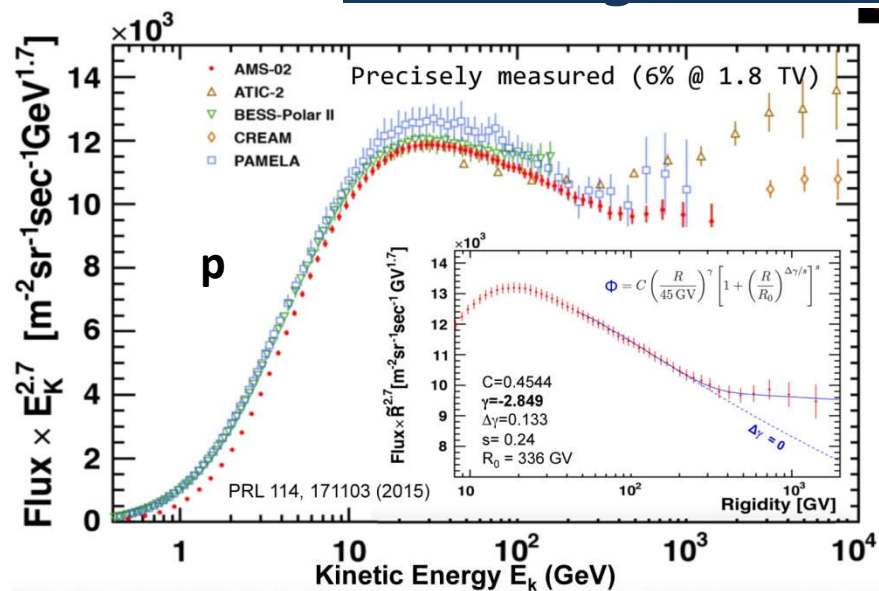 ×10³
14
12
10
8
6
4
2
0
Flux × E_K^2.7 [m⁻²sr⁻¹sec⁻¹GeV^1.7]
AMS-02
ATIC-2
BESS-Polar II
CREAM
PAMELA
Precisely measured (6% @ 1.8 TV)
p
PRL 114, 171103 (2015)
×10³
14
13
12
11
10
9
8
Flux×R̃^2.7[m⁻²sr⁻¹sec⁻¹GV^1.7]
Φ = C (R / 45 GV)^γ [1 + (R / R₀)^Δγ/s]^s
C=0.4544
γ=-2.849
Δγ=0.133
s= 0.24
R₀ = 336 GV
Δγ = 0
10 10² 10³
Rigidity [GV]
1 10 10² 10³ 10⁴
Kinetic Energy E_k (GeV)